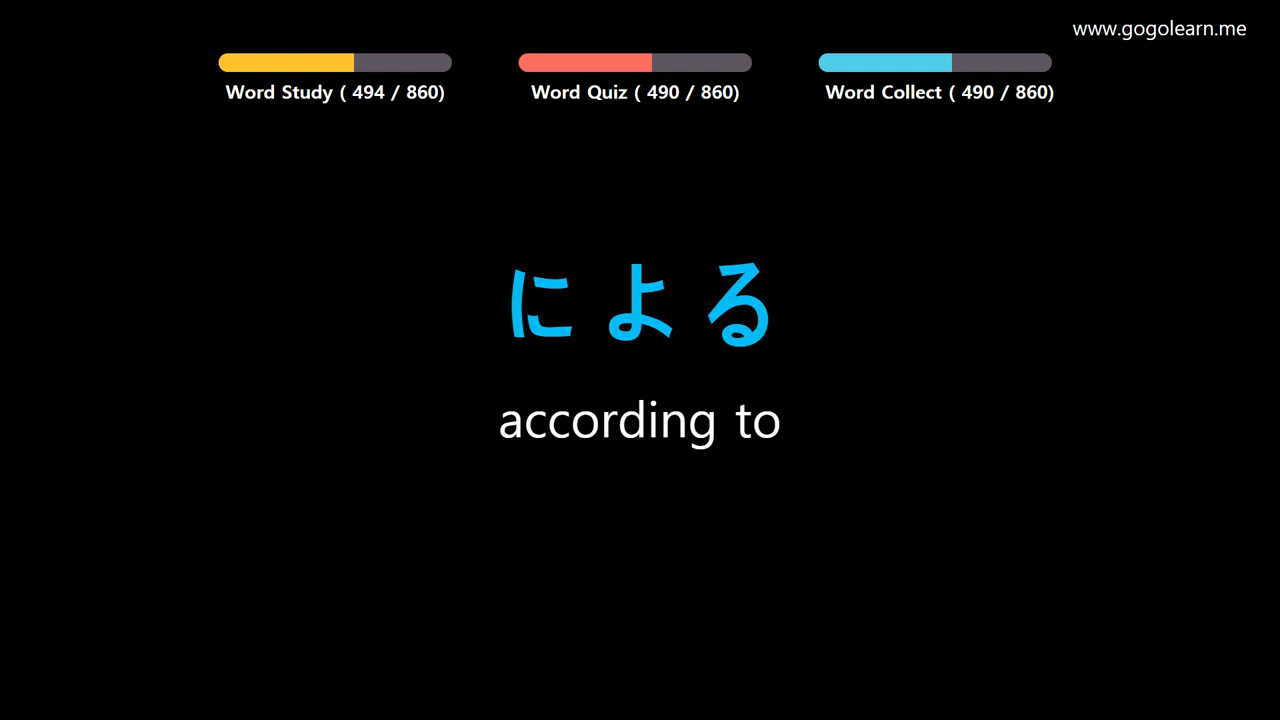 www.gogolearn.me
Word Study ( 494 / 860)
Word Quiz ( 490 / 860)
Word Collect ( 490 / 860)
による
according to